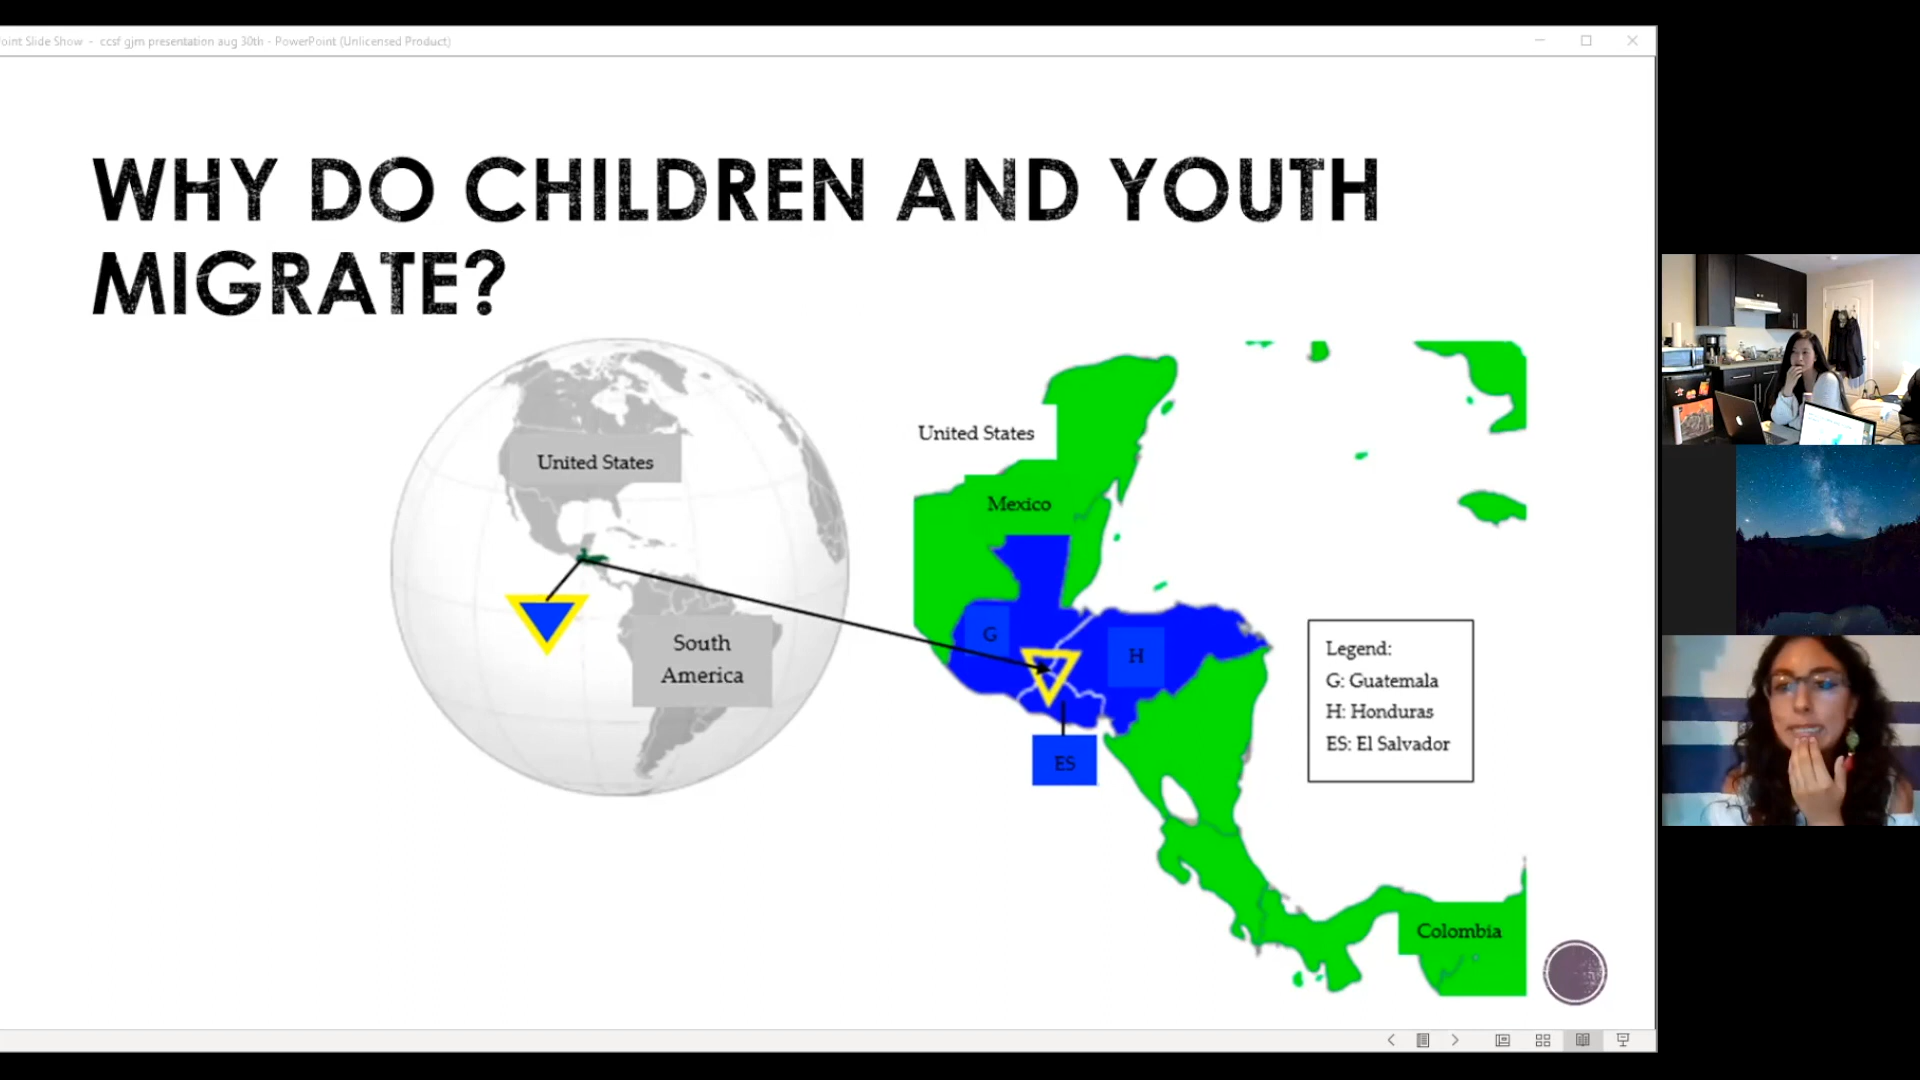 oint Slide Show - ccsf gjm presentation aug 30th - PowerPoint (Unlicensed Product)
WHY DO CHILDREN AND YOUTH
MIGRATE?
United States
South
America
United States
Mexico
G
H
ES
Legend:
G: Guatemala
H: Honduras
ES: El Salvador
Colombia